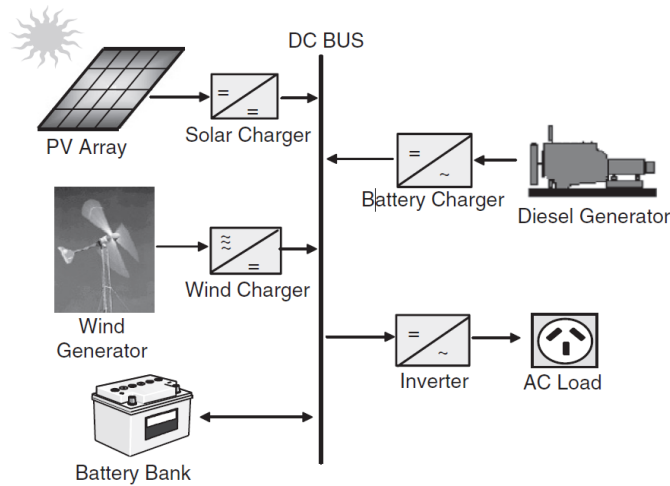 DC BUS
PV Array
Solar Charger
=
=
Battery Charger
=
~
Diesel Generator
Wind Charger
≈
~
=
Wind
Generator
Inverter
=
~
AC Load
Battery Bank